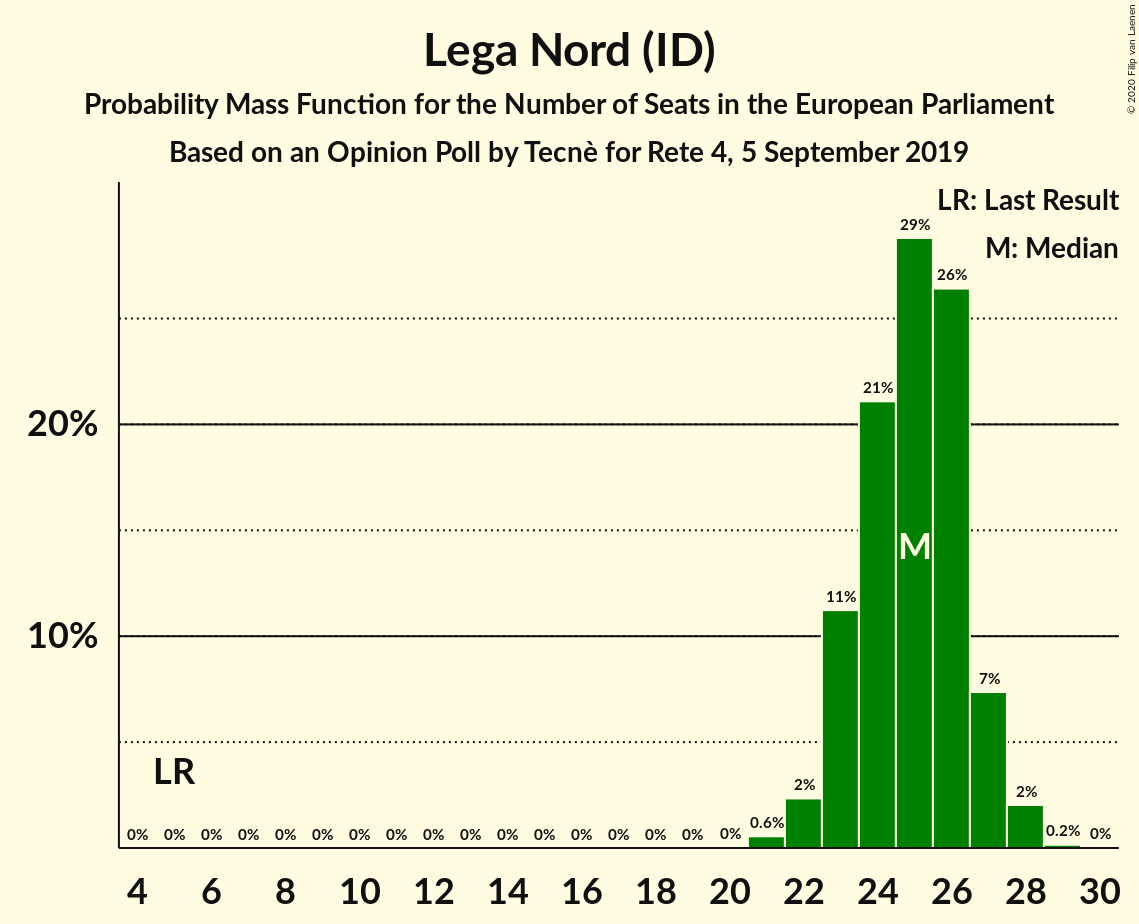 Lega Nord (ID)
Probability Mass Function for the Number of Seats in the European Parliament
Based on an Opinion Poll by Tecnè for Rete 4, 5 September 2019
© 2020 Filip van Laenen
LR: Last Result
M: Median
29%
26%
21%
20%
M
11%
10%
7%
LR
2%
2%
0% 0% 0% 0% 0% 0% 0% 0% 0% 0% 0% 0% 0% 0% 0% 0% 0% 0.6% 0.2% 0%
4 6 8 10 12 14 16 18 20 22 24 26 28 30